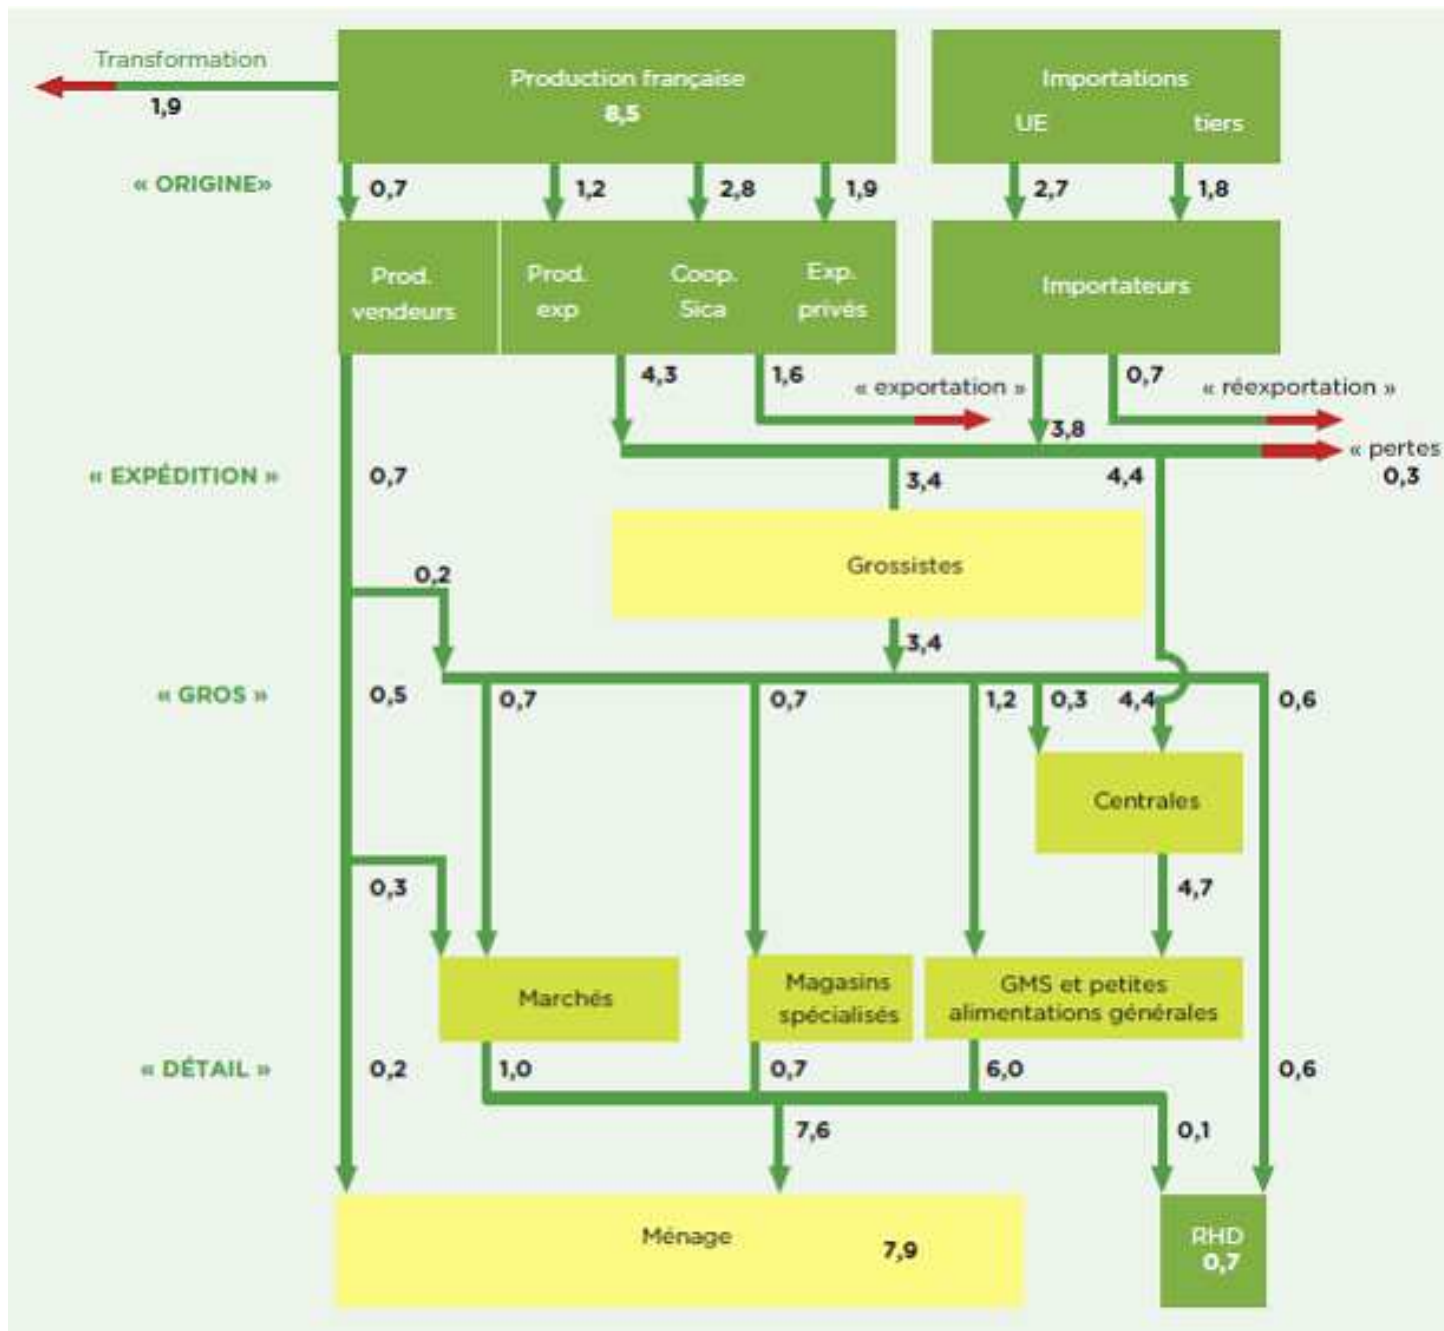 Transformation
1,9
Production française
8,5
Importations
UE
tiers
« ORIGINE»
0,7
1,2
2,8
1,9
2,7
1,8
Prod.
vendeurs
Prod.
exp
Coop.
Sica
Exp.
privés
Importateurs
4,3
1,6
« exportation »
0,7
« réexportation »
3,8
« pertes
0,3
« EXPÉDITION »
0,7
3,4
4,4
Grossistes
0,2
3,4
« GROS »
0,5
0,7
0,7
1,2
0,3
4,4
0,6
Centrales
0,3
4,7
Marchés
Magasins
spécialisés
GMS et petites
alimentations générales
« DÉTAIL »
0,2
1,0
0,7
6,0
0,6
7,6
0,1
Ménage
7,9
RHD
0,7